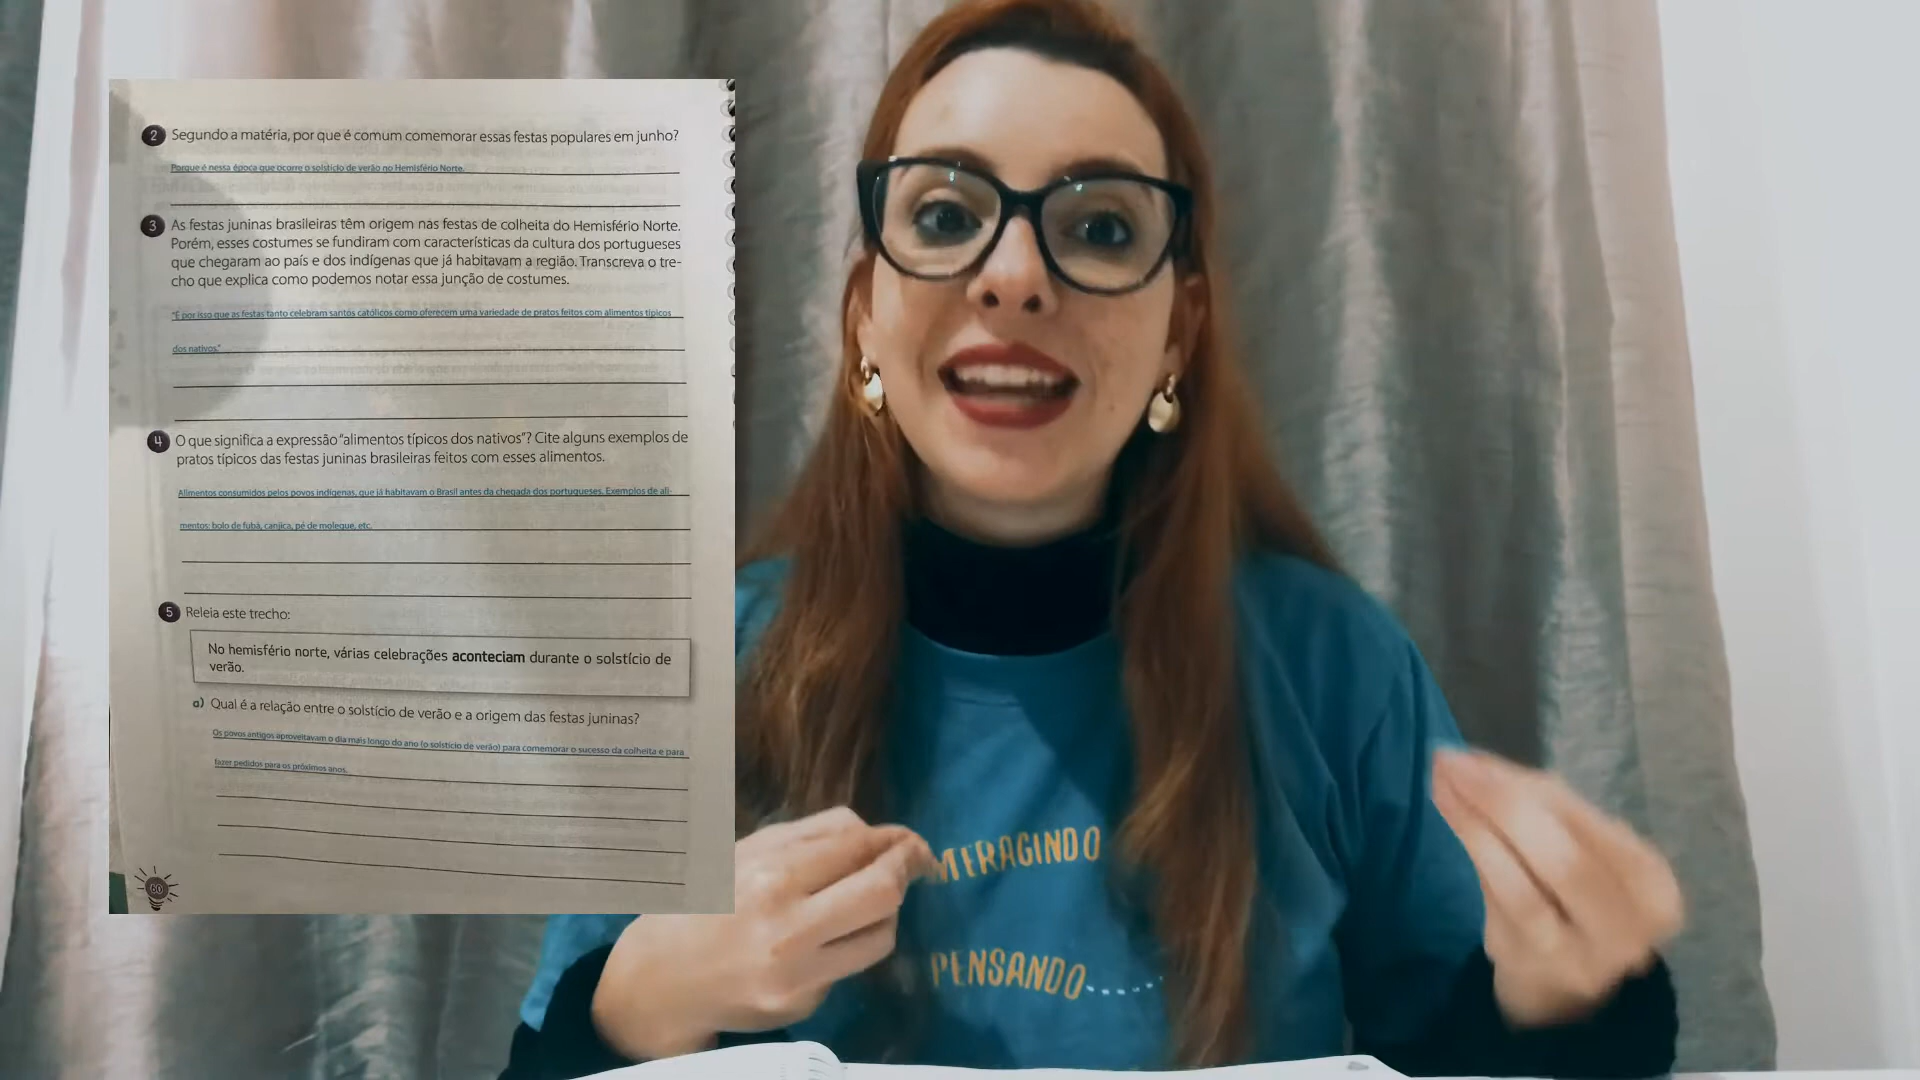 2 Segundo a matéria, por que é comum comemorar essas festas populares em junho?
Porque é nessa época que ocorre o solstício de verão no Hemisfério Norte.
3 As festas juninas brasileiras têm origem nas festas de colheita do Hemisfério Norte.
Porém, esses costumes se fundiram com características da cultura dos portugueses
que chegaram ao país e dos indígenas que já habitavam a região. Transcreva o tre-
cho que explica como podemos notar essa junção de costumes.
"É por isso que as festas tanto celebram santos católicos como oferecem uma variedade de pratos feitos com alimentos típicos
dos nativos."
4 O que significa a expressão "alimentos típicos dos nativos"? Cite alguns exemplos de
pratos típicos das festas juninas brasileiras feitos com esses alimentos.
Alimentos consumidos pelos povos indígenas, que já habitavam o Brasil antes da chegada dos portugueses. Exemplos de ali-
mentos: bolo de fubá, canjica, pé de moleque, etc.
5 Releia este trecho:
No hemisfério norte, várias celebrações aconteciam durante o solstício de
verão.
a) Qual é a relação entre o solstício de verão e a origem das festas juninas?
Os povos antigos aproveitavam o dia mais longo do ano (o solstício de verão) para comemorar o sucesso da colheita e para
fazer pedidos para os próximos anos.
60
MERAGINDO
PENSANDO.....